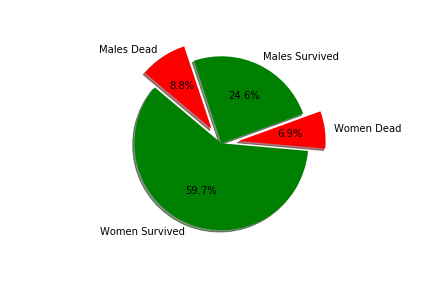 Males Dead
Males Survived
8.8%
24.6%
Women Dead
6.9%
59.7%
Women Survived